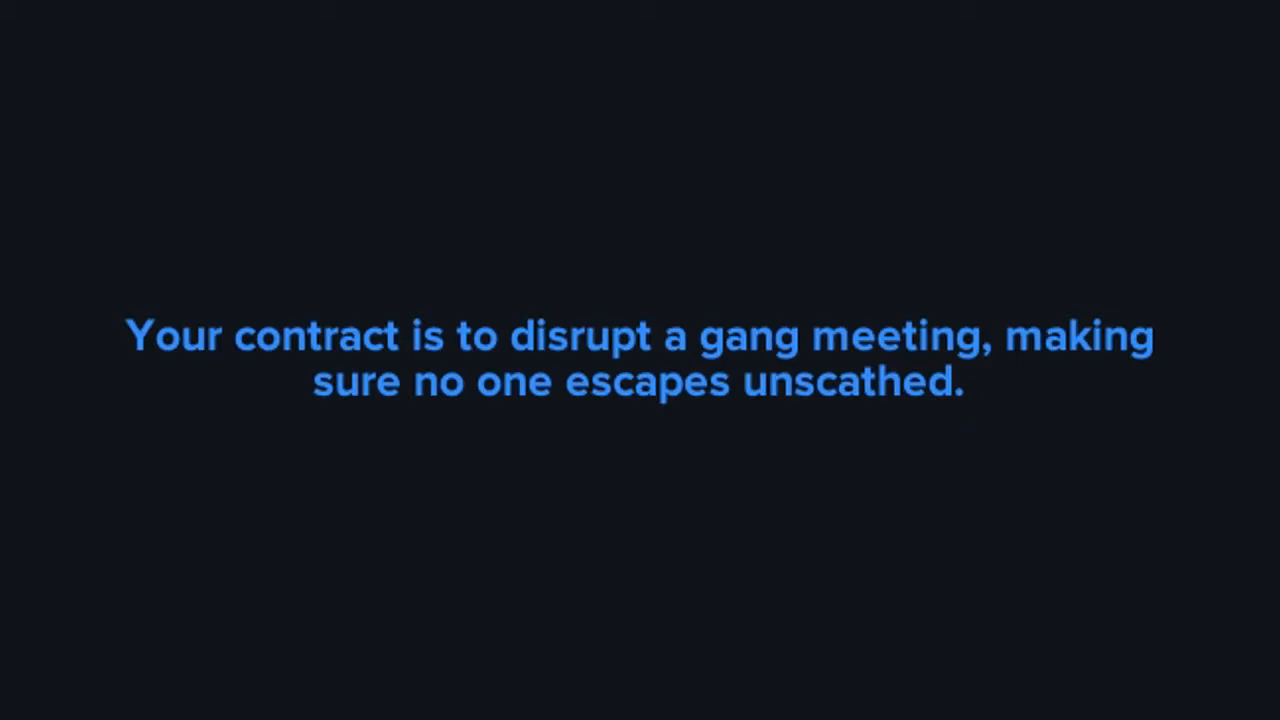 Your contract is to disrupt a gang meeting, making
sure no one escapes unscathed.